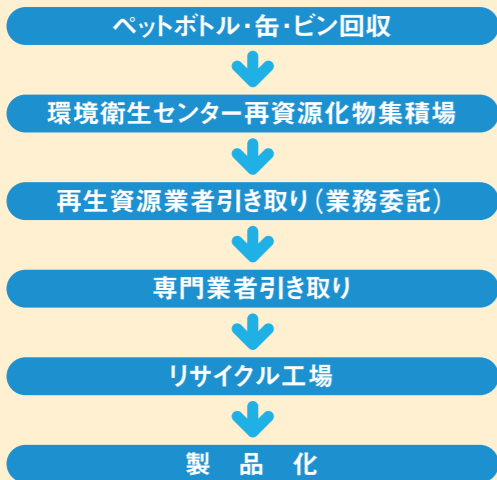 ペットボトル・缶・ビン回収
環境衛生センター再資源化物集積場
再生資源業者引き取り（業務委託）
専門業者引き取り
リサイクル工場
製　品　化